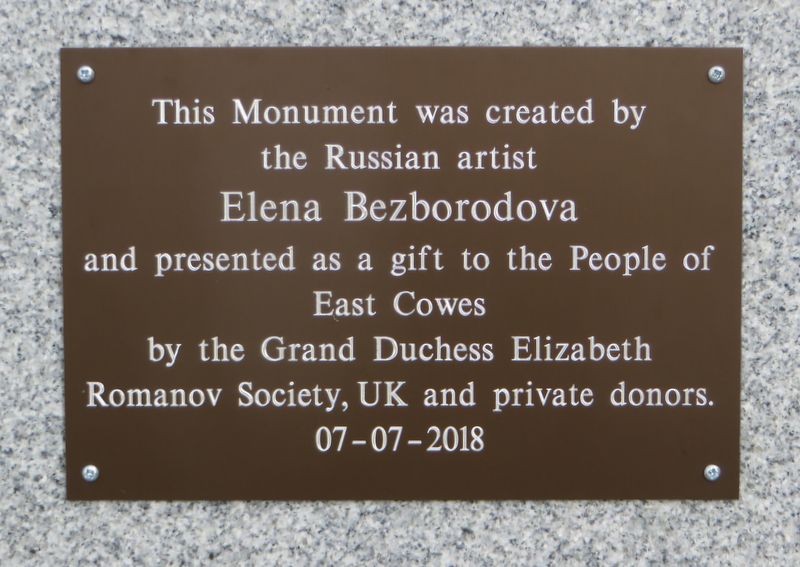 This Monument was created by
the Russian artist
Elena Bezborodova
and presented as a gift to the People of
East Cowes
by the Grand Duchess Elizabeth
Romanov Society, UK and private donors.
07-07-2018